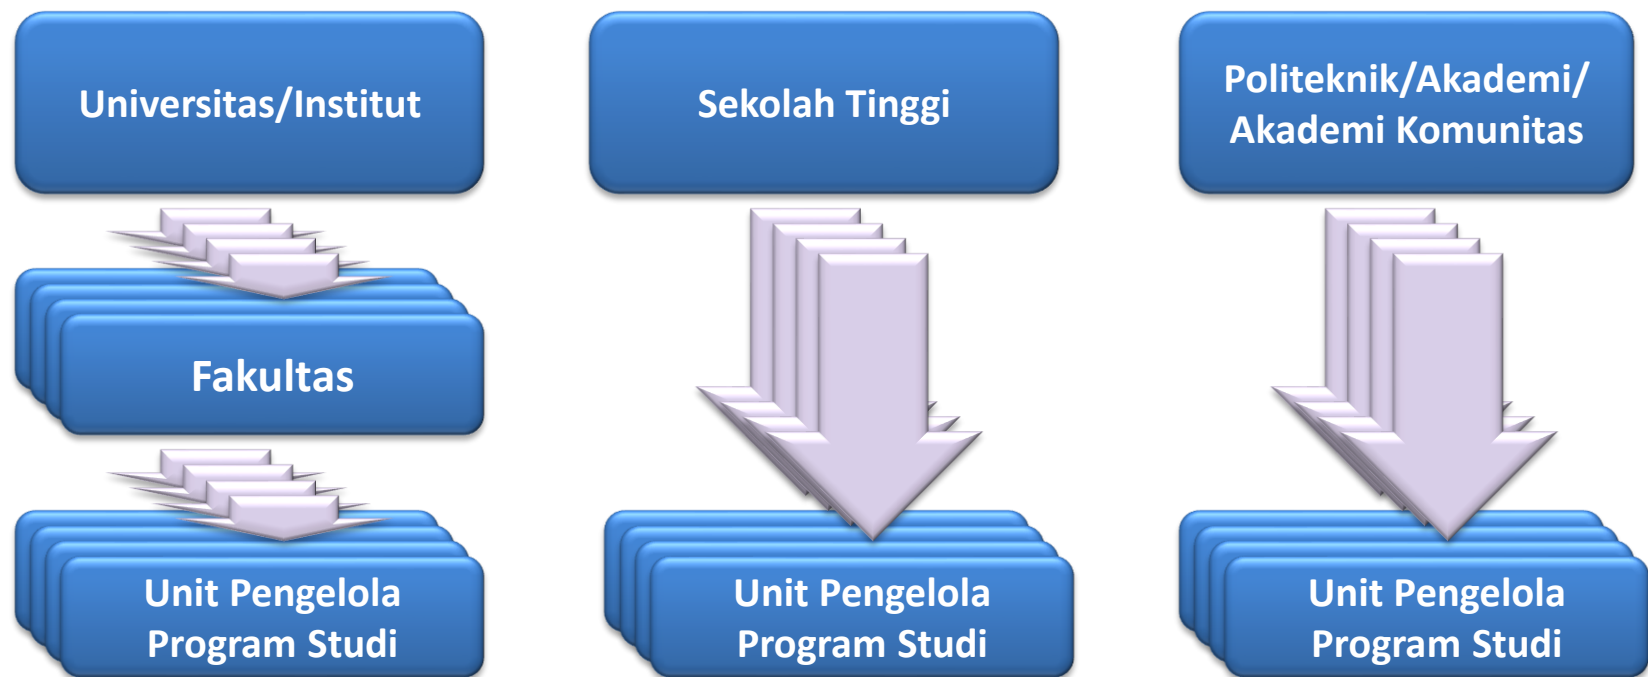 Universitas/Institut
Sekolah Tinggi
Politeknik/Akademi/
Akademi Komunitas
Fakultas
Unit Pengelola
Program Studi
Unit Pengelola
Program Studi
Unit Pengelola
Program Studi